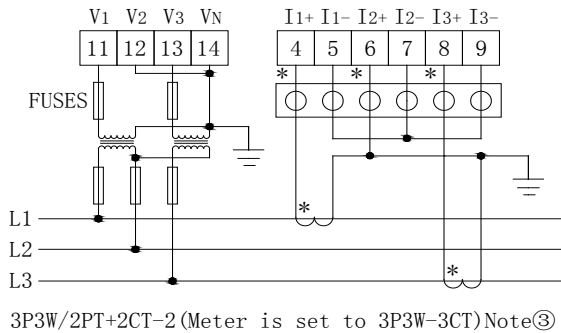 V1 V2 V3 VN I1+ I1- I2+ I2- I3+ I3-
11 12 13 14 4 5 6 7 8 9
* * *
FUSES
*
L1
L2
*
L3
3P3W/2PT+2CT-2(Meter is set to 3P3W-3CT)Note③